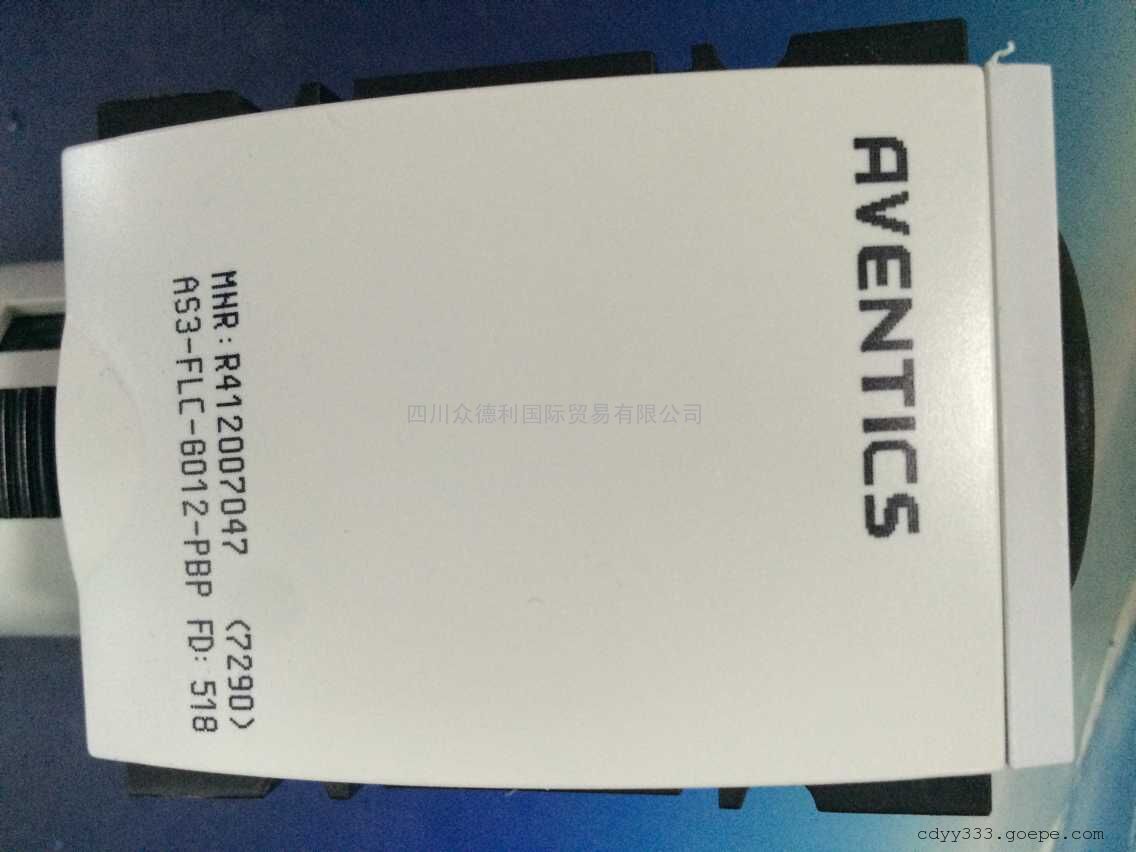 AVENTICS
MNR: R412007047 (7290)
AS3-FLC-G012-PBP FD: 518
四川众德利国际贸易有限公司
cdyy333.goepe.com